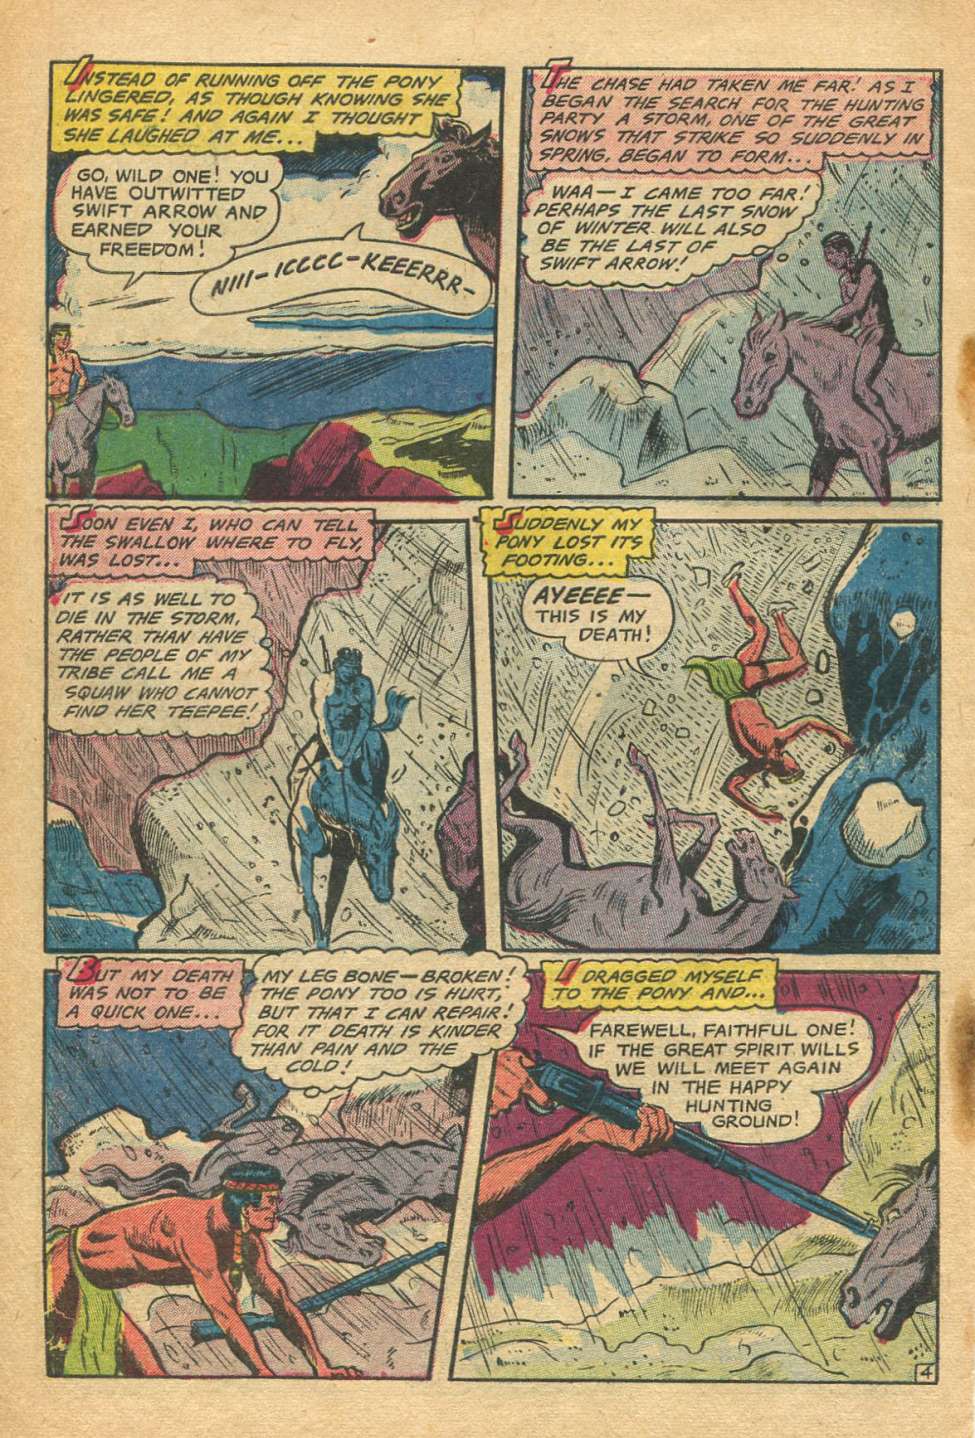 INSTEAD OF RUNNING OFF THE PONY
LINGERED, AS THOUGH KNOWING SHE
WAS SAFE! AND AGAIN I THOUGHT
SHE LAUGHED AT ME...
GO, WILD ONE! YOU
HAVE OUTWITTED
SWIFT ARROW AND
EARNED YOUR
FREEDOM!
NIII-ICCCC-KEEERRR-
THE CHASE HAD TAKEN ME FAR! AS I
BEGAN THE SEARCH FOR THE HUNTING
PARTY A STORM, ONE OF THE GREAT
SNOWS THAT STRIKE SO SUDDENLY IN
SPRING, BEGAN TO FORM...
WAA-I CAME TOO FAR!
PERHAPS THE LAST SNOW
OF WINTER WILL ALSO
BE THE LAST OF
SWIFT ARROW!
SOON EVEN I, WHO CAN TELL
THE SWALLOW WHERE TO FLY,
WAS LOST...
IT IS AS WELL TO
DIE IN THE STORM,
RATHER THAN HAVE
THE PEOPLE OF MY
TRIBE CALL ME A
SQUAW WHO CANNOT
FIND HER TEEPEE!
SUDDENLY MY
PONY LOST ITS
FOOTING...
AYEEEE-
THIS IS MY
DEATH!
BUT MY DEATH
WAS NOT TO BE
A QUICK ONE...
MY LEG BONE-BROKEN!
THE PONY TOO IS HURT,
BUT THAT I CAN REPAIR!
FOR IT DEATH IS KINDER
THAN PAIN AND THE
COLD!
I DRAGGED MYSELF
TO THE PONY AND...
FAREWELL, FAITHFUL ONE!
IF THE GREAT SPIRIT WILLS
WE WILL MEET AGAIN
IN THE HAPPY
HUNTING
GROUND!
4